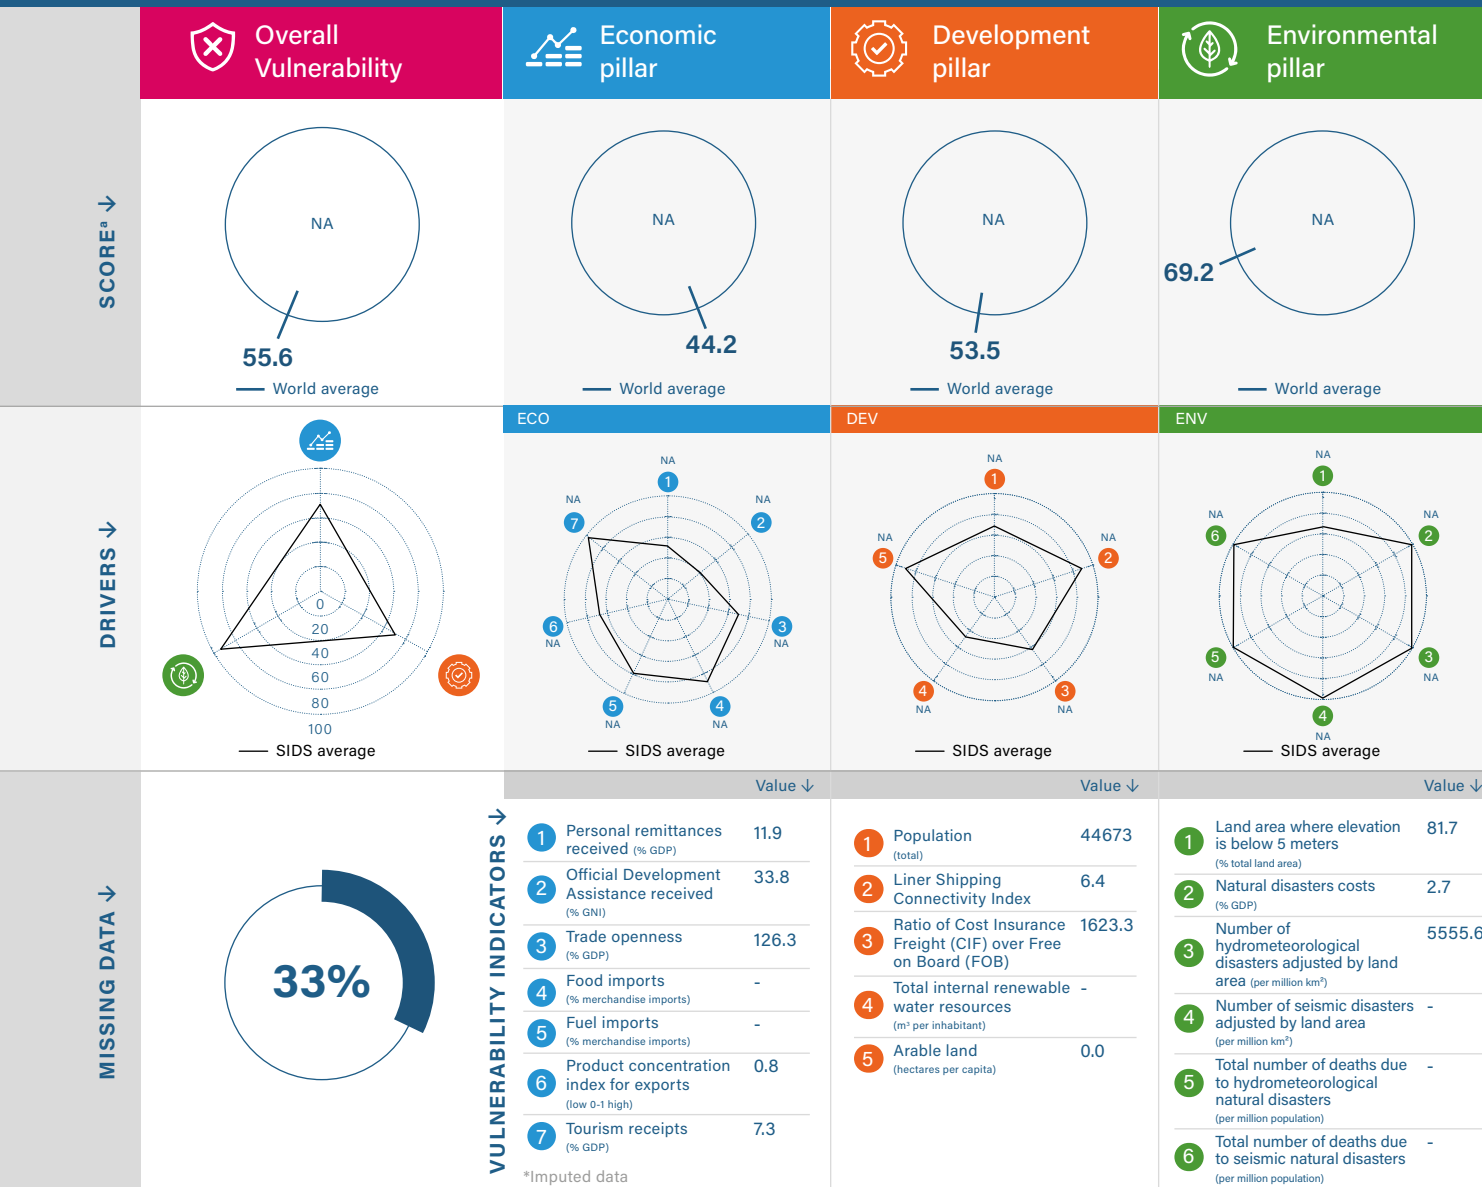 Overall
Vulnerability
Economic
pillar
Development
pillar
Environmental
pillar
SCOREª →
NA
55.6
World average
NA
44.2
World average
NA
53.5
World average
NA
69.2
World average
DRIVERS →
0
20
40
60
80
100
SIDS average
ECO
NA
1
NA
2
3
NA
4
NA
5
NA
6
NA
NA
7
SIDS average
DEV
NA
1
NA
2
3
NA
4
NA
NA
5
SIDS average
ENV
NA
1
NA
2
3
NA
4
NA
5
NA
NA
6
SIDS average
MISSING DATA →
33%
VULNERABILITY INDICATORS →
Value ↓
1 Personal remittances 11.9
received (% GDP)
2 Official Development 33.8
Assistance received
(% GNI)
3 Trade openness 126.3
(% GDP)
4 Food imports -
(% merchandise imports)
5 Fuel imports -
(% merchandise imports)
6 Product concentration 0.8
index for exports
(low 0-1 high)
7 Tourism receipts 7.3
(% GDP)
*Imputed data
Value ↓
1 Population 44673
(total)
2 Liner Shipping 6.4
Connectivity Index
3 Ratio of Cost Insurance 1623.3
Freight (CIF) over Free
on Board (FOB)
4 Total internal renewable -
water resources
(m³ per inhabitant)
5 Arable land 0.0
(hectares per capita)
Value ↓
1 Land area where elevation 81.7
is below 5 meters
(% total land area)
2 Natural disasters costs 2.7
(% GDP)
3 Number of 5555.6
hydrometeorological
disasters adjusted by land
area (per million km²)
4 Number of seismic disasters -
adjusted by land area
(per million km²)
5 Total number of deaths due -
to hydrometeorological
natural disasters
(per million population)
6 Total number of deaths due -
to seismic natural disasters
(per million population)